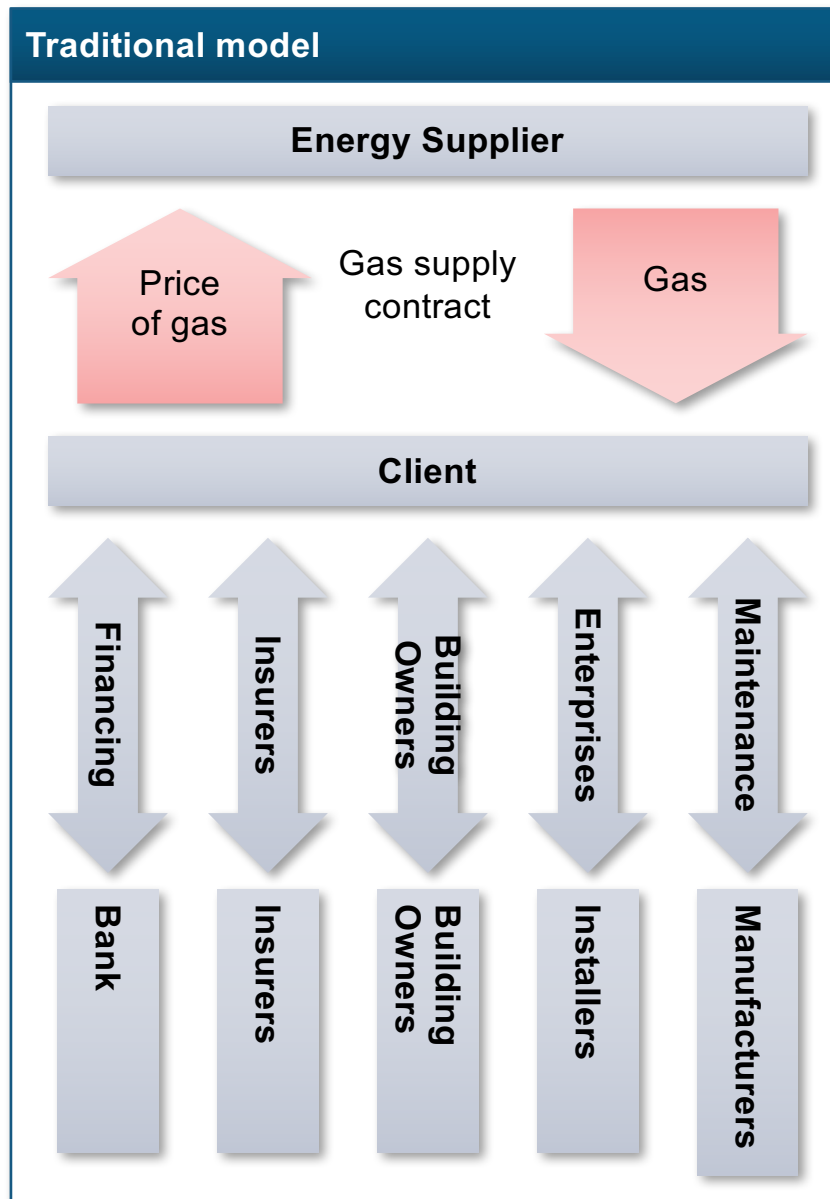 Traditional model
Energy Supplier
Price
of gas
Gas supply
contract
Gas
Client
Financing
Insurers
Building
Owners
Enterprises
Maintenance
Bank
Insurers
Building
Owners
Installers
Manufacturers